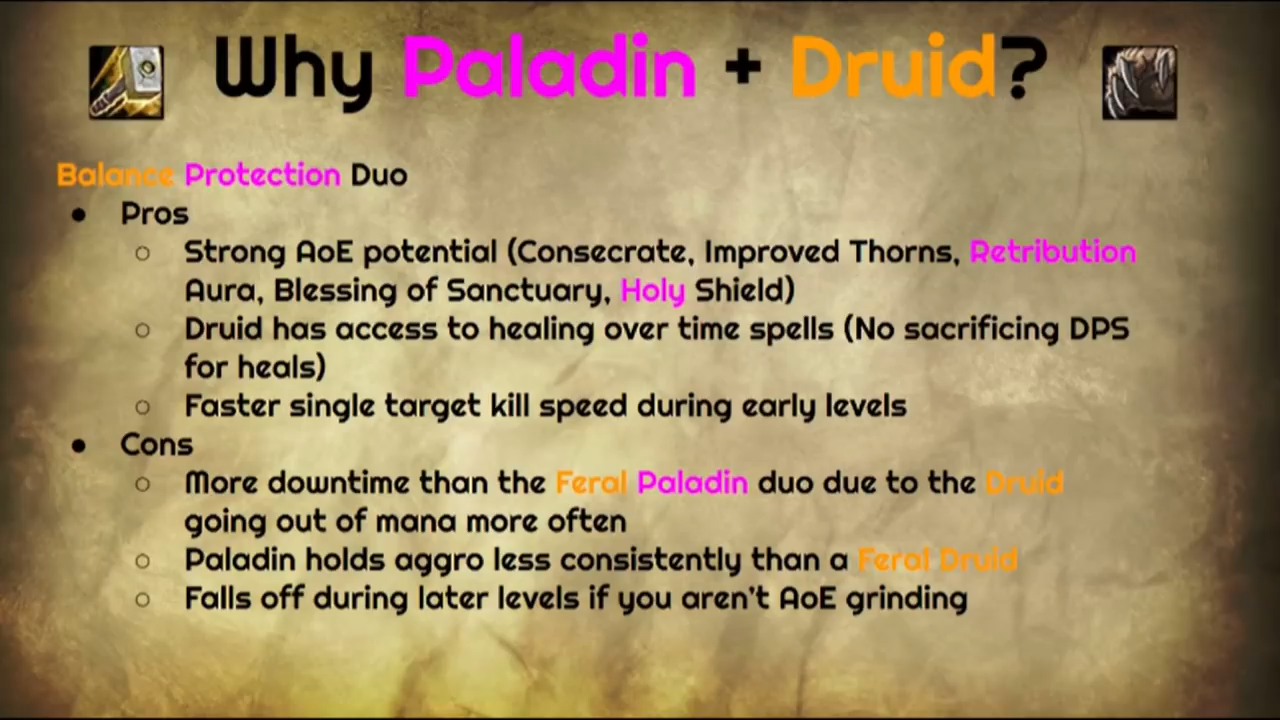 Why Paladin + Druid?
Balance Protection Duo
● Pros
○ Strong AoE potential (Consecrate, Improved Thorns, Retribution
Aura, Blessing of Sanctuary, Holy Shield)
○ Druid has access to healing over time spells (No sacrificing DPS
for heals)
○ Faster single target kill speed during early levels
● Cons
○ More downtime than the Feral Paladin duo due to the Druid
going out of mana more often
○ Paladin holds aggro less consistently than a Feral Druid
○ Falls off during later levels if you aren't AoE grinding